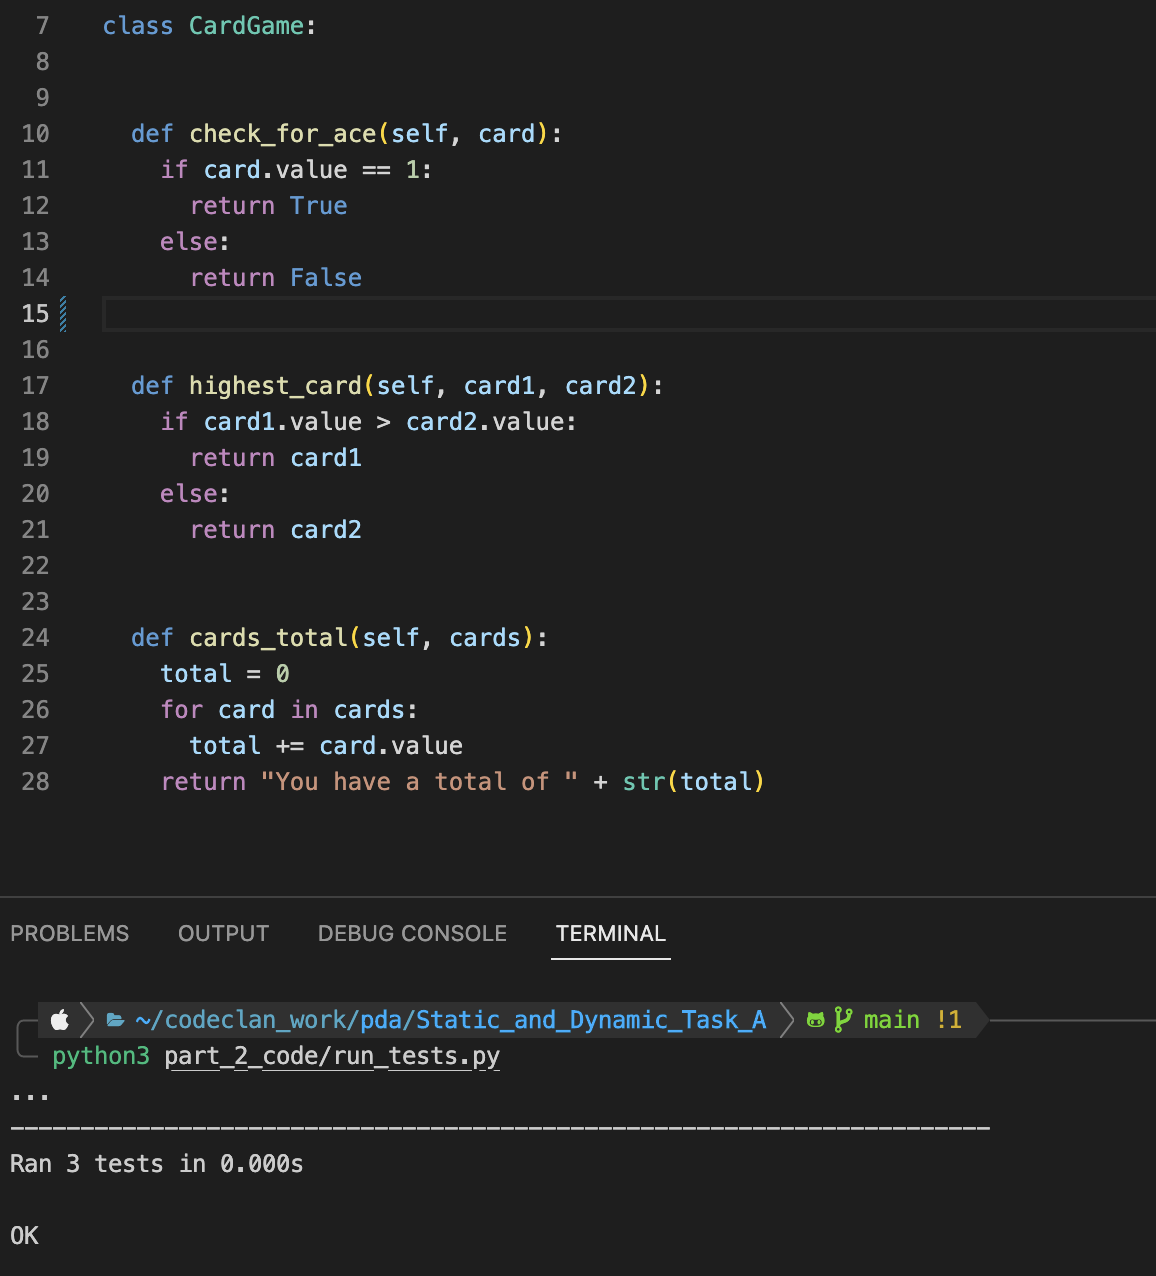 7 class CardGame:
8
9
10 def check_for_ace(self, card):
11 if card.value == 1:
12 return True
13 else:
14 return False
15
16
17 def highest_card(self, card1, card2):
18 if card1.value > card2.value:
19 return card1
20 else:
21 return card2
22
23
24 def cards_total(self, cards):
25 total = 0
26 for card in cards:
27 total += card.value
28 return "You have a total of " + str(total)
PROBLEMS OUTPUT DEBUG CONSOLE TERMINAL
~/codeclan_work/pda/Static_and_Dynamic_Task_A main !1
python3 part_2_code/run_tests.py
...
----------------------------------------------------------------------
Ran 3 tests in 0.000s
OK